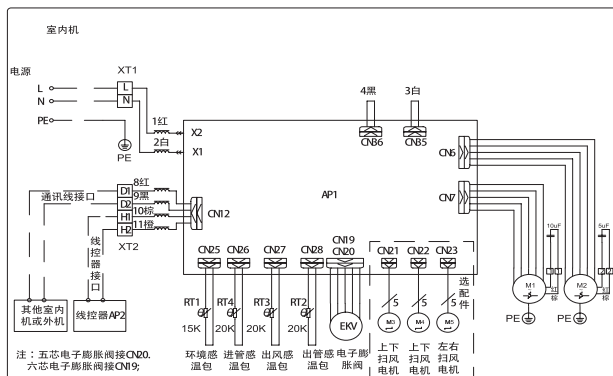 室内机
电源
XT1
L
N
PE
L
N
PE
1红
2白
X2
X1
4黑
3白
CN36
CN35
CN6
CN7
AP1
通讯线接口
8红
9黑
10棕
11橙
D1
D2
H1
H2
XT2
CN12
线控器接口
其他室内机或外机
线控器AP2
CN25
CN26
CN27
CN28
CN19
CN20
CN21
CN22
CN23
选配件
RT1
RT4
RT3
RT2
15K
20K
20K
20K
EKV
5
5
5
M3
M4
M5
环境感温包
进管感温包
出风感温包
出管感温包
电子膨胀阀
上下扫风电机
上下扫风电机
左右扫风电机
10uF
5uF
M1
M2
红
棕
红
棕
PE
PE
注：五芯电子膨胀阀接CN20.
六芯电子膨胀阀接CN19;